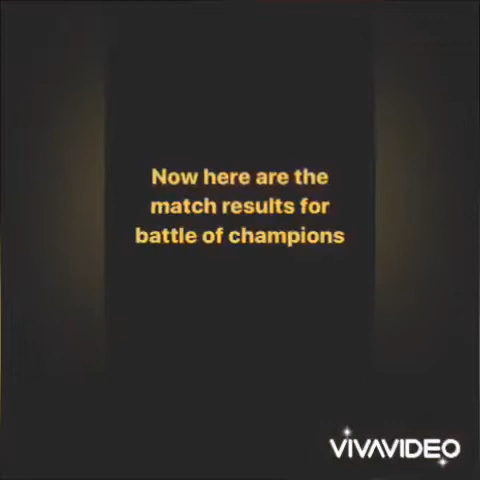 Now here are the
match results for
battle of champions
VIVAVIDEO